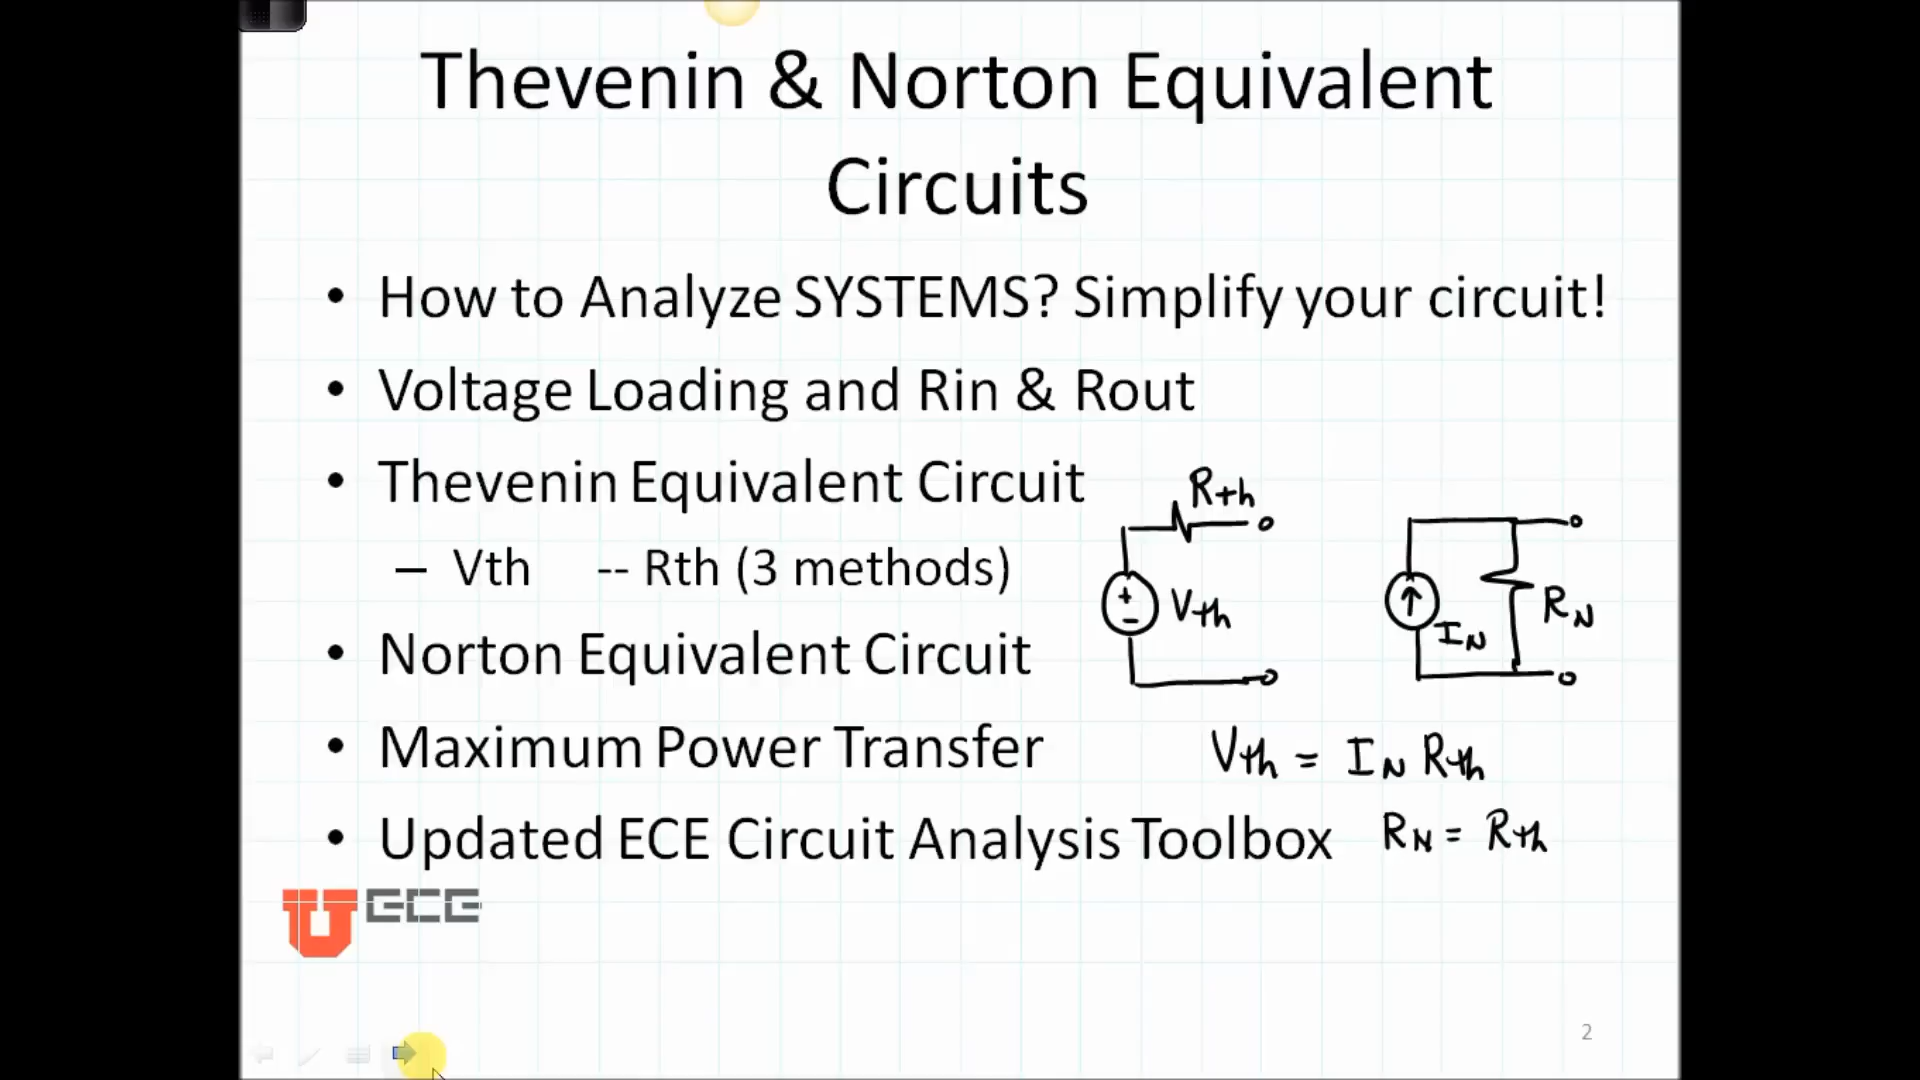 Thevenin & Norton Equivalent
Circuits
• How to Analyze SYSTEMS? Simplify your circuit!
• Voltage Loading and Rin & Rout
• Thevenin Equivalent Circuit
– Vth -- Rth (3 methods)
• Norton Equivalent Circuit
• Maximum Power Transfer
• Updated ECE Circuit Analysis Toolbox
Rth
+
-
Vth
IN
RN
Vth = IN Rth
RN = Rth
U ECE
2